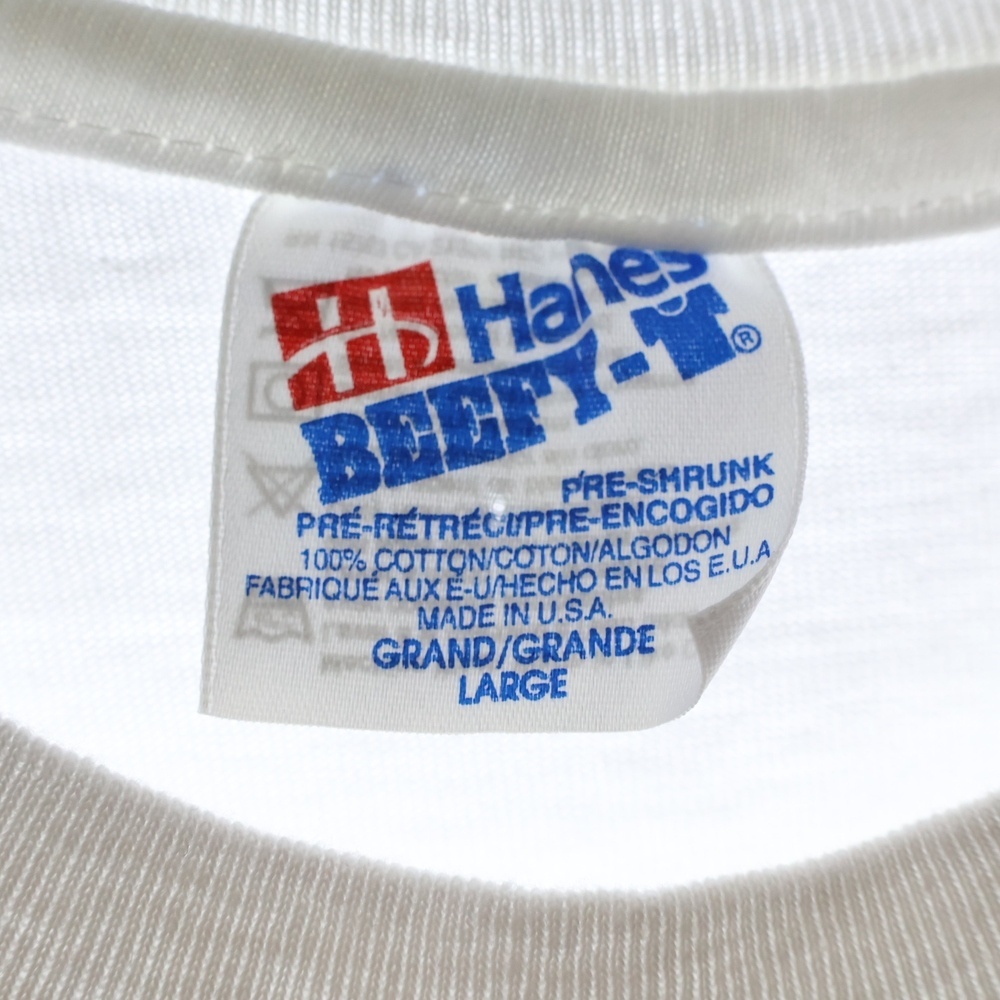 Hanes
BEEFY-T®
PRE-SHRUNK
PRÉ-RÉTRÉCI/PRE-ENCOGIDO
100% COTTON/COTON/ALGODON
FABRIQUÉ AUX É-U/HECHO EN LOS E.U.A
MADE IN U.S.A.
GRAND/GRANDE
LARGE